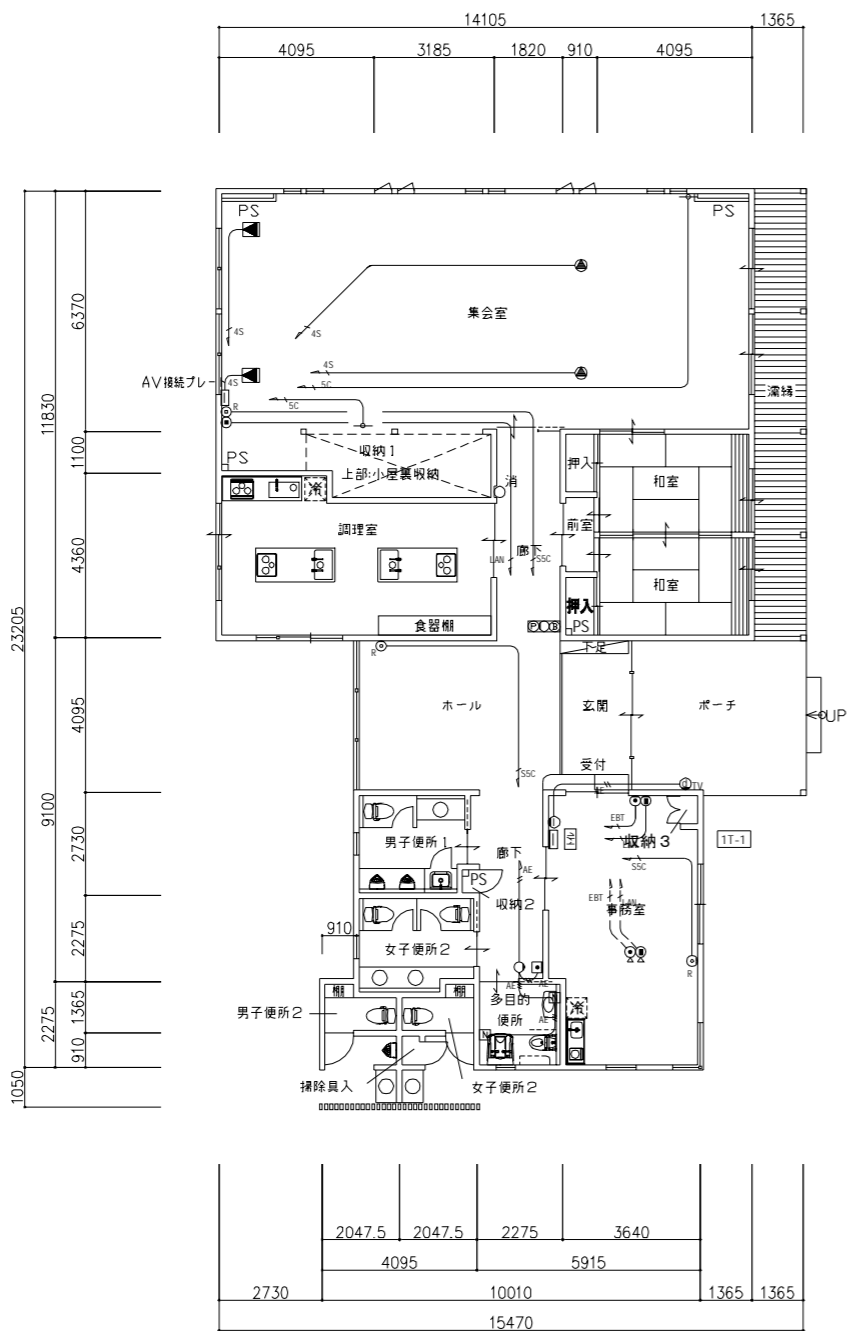 14105
1365
4095
3185
1820
910
4095
PS
PS
集会室
4S
4S
4S
5C
AV接続プレート
4S
R
5C
濡縁
収納1
上部:小屋裏収納
PS
冷
消
押入
和室
調理室
前室
廊下
LAN
S5C
和室
押入
PS
食器棚
P
B
下足
R
ホール
玄関
ポーチ
UP
S5C
受付
AE
TV
EBT
収納3
1T-1
男子便所1
廊下
AE
S5C
PS
収納2
EBT
LAN
事務室
女子便所2
R
棚
棚
AE
AE
多目的
便所
AE
冷
N
男子便所2
掃除具入
女子便所2
6370
11830
1100
4360
23205
4095
9100
2730
2275
910
1365
2275
910
1050
2047.5
2047.5
2275
3640
4095
5915
2730
10010
1365
1365
15470